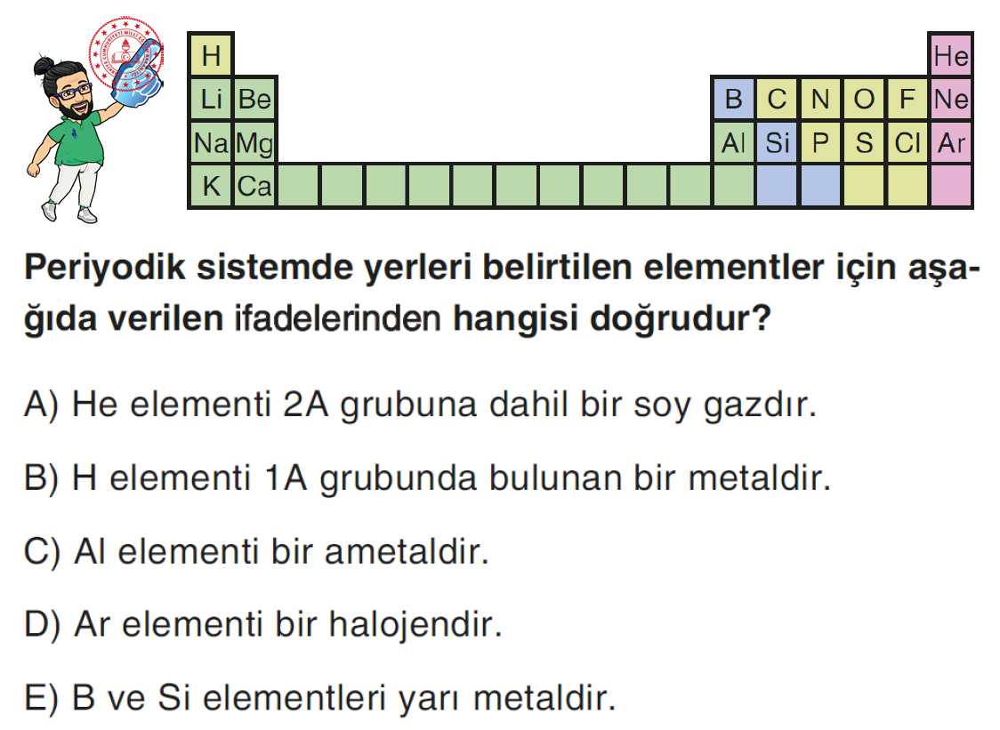 H He
Li Be B C N O F Ne
Na Mg Al Si P S Cl Ar
K Ca
Periyodik sistemde yerleri belirtilen elementler için aşa-
ğıda verilen ifadelerinden hangisi doğrudur?
A) He elementi 2A grubuna dahil bir soy gazdır.
B) H elementi 1A grubunda bulunan bir metaldir.
C) Al elementi bir ametaldir.
D) Ar elementi bir halojendir.
E) B ve Si elementleri yarı metaldir.